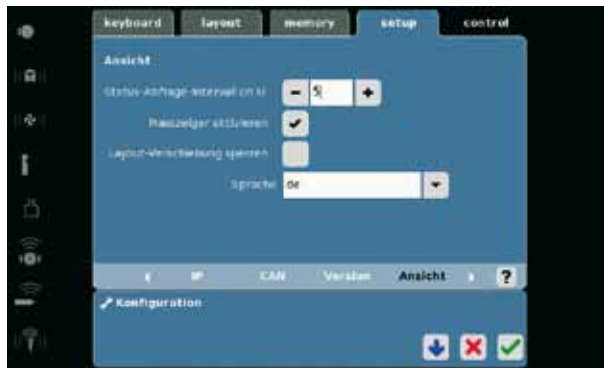 keyboard layout memory setup control
Ansicht
Status-Abfrage-Intervall (in s)
- 5 +
Mauszeiger aktivieren
Layout-Verschiebung sperren
Sprache de
IP CAN Version Ansicht ?
Konfiguration